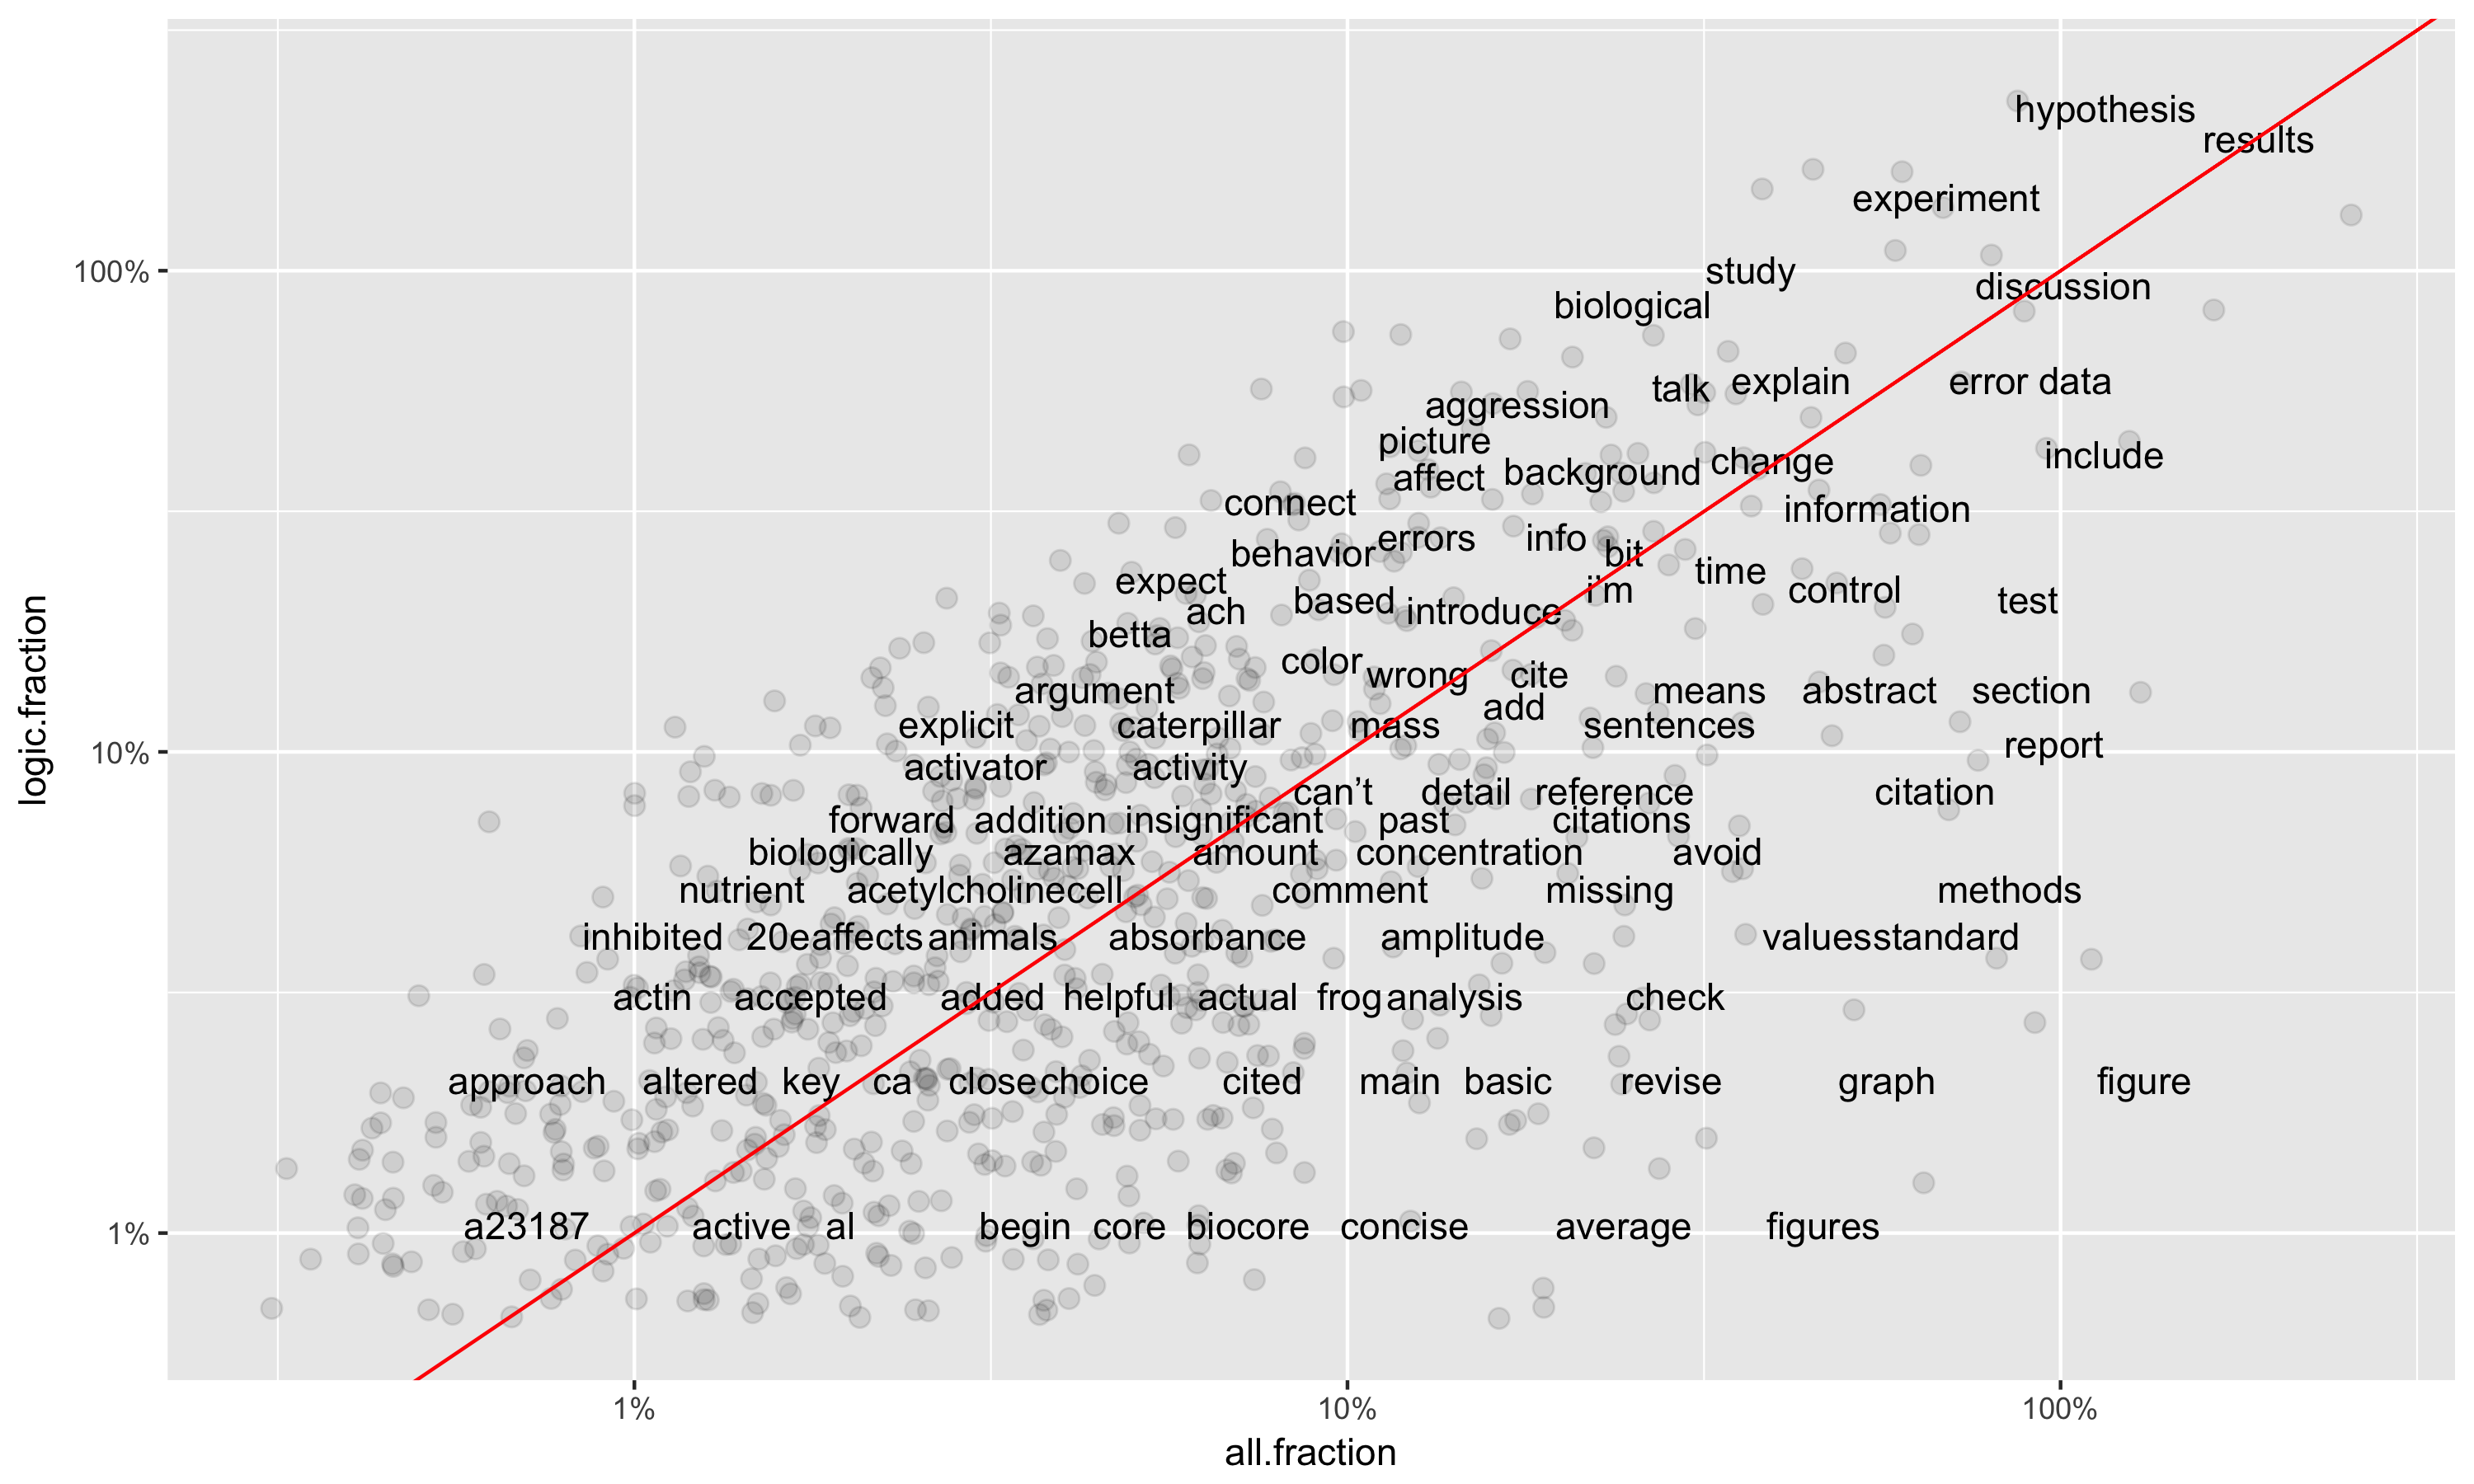 hypothesis
results
experiment
100%
study
discussion
biological
talk explain error data
aggression
picture
affect background change include
connect information
errors info
behavior bit
expect time
ach based introduce i'm control test
betta
color wrong cite
argument means abstract section
add
explicit caterpillar mass sentences
10% report
activator activity
can't detail reference citation
forward addition insignificant past citations
biologically azamax amount concentration avoid
nutrient acetylcholinecell comment missing methods
inhibited 20eaffects animals absorbance amplitude valuesstandard
actin accepted added helpful actual frog analysis check
approach altered key ca closechoice cited main basic revise graph figure
1% a23187 active al begin core biocore concise average figures
logic.fraction
1% 10% 100%
all.fraction